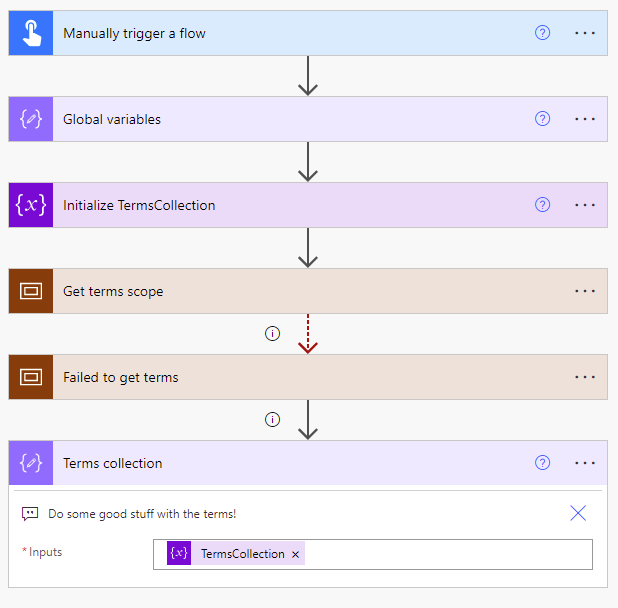 Manually trigger a flow
Global variables
{x} Initialize TermsCollection
Get terms scope
Failed to get terms
Terms collection
Do some good stuff with the terms!
* Inputs {x} TermsCollection ×